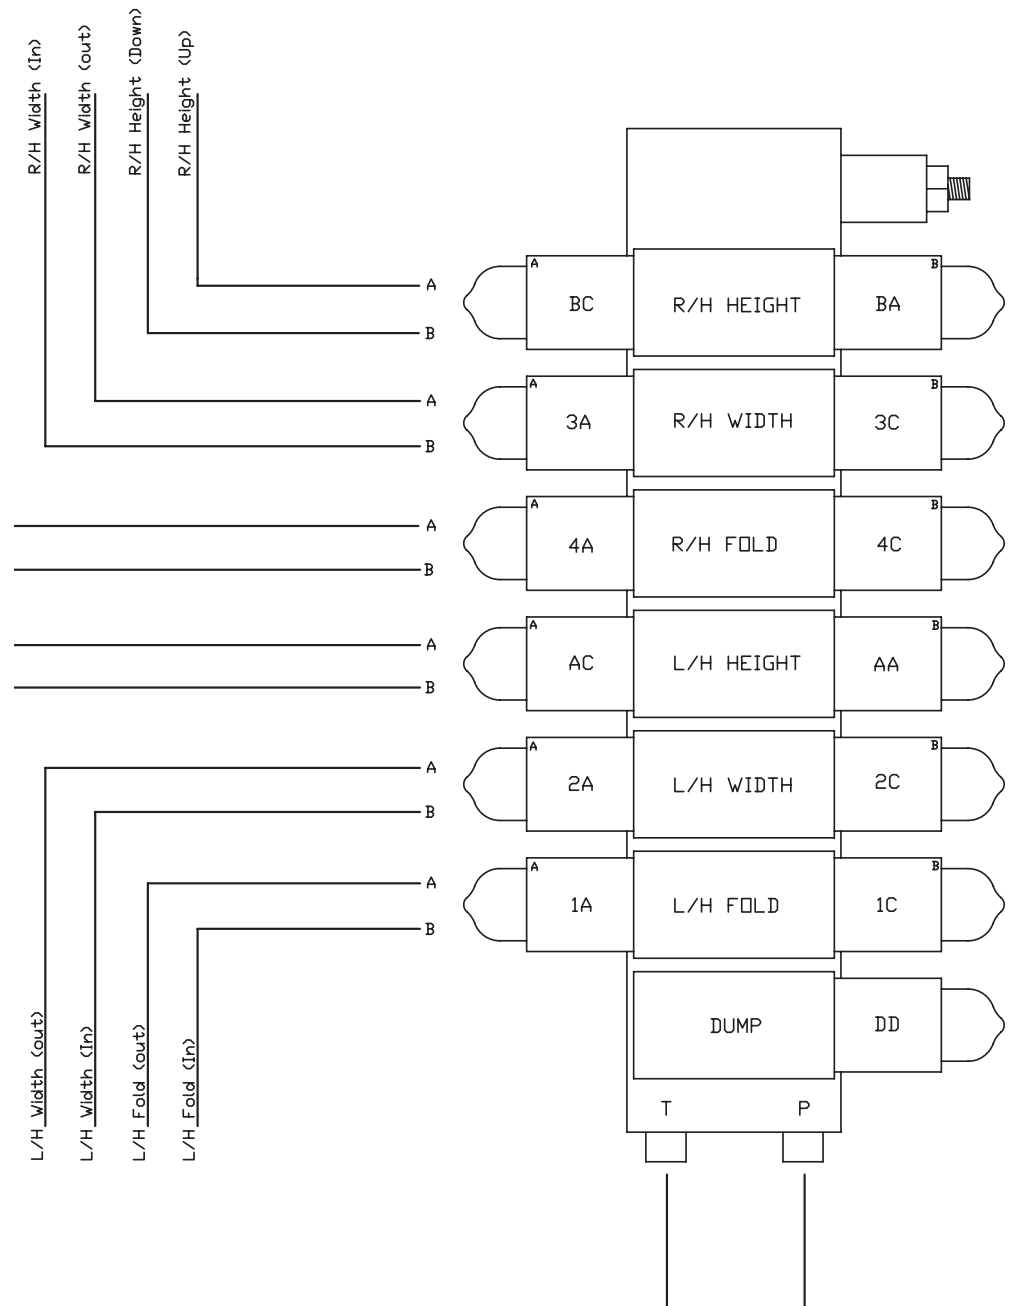 R/H Width (In)
R/H Width (out)
R/H Height (Down)
R/H Height (Up)
A
B
A
B
A
B
A
B
A
B
A
B
A
BC
R/H HEIGHT
B
BA
A
3A
R/H WIDTH
B
3C
A
4A
R/H FOLD
B
4C
A
AC
L/H HEIGHT
B
AA
A
2A
L/H WIDTH
B
2C
A
1A
L/H FOLD
B
1C
DUMP
DD
T
P
L/H Width (out)
L/H Width (In)
L/H Fold (out)
L/H Fold (In)